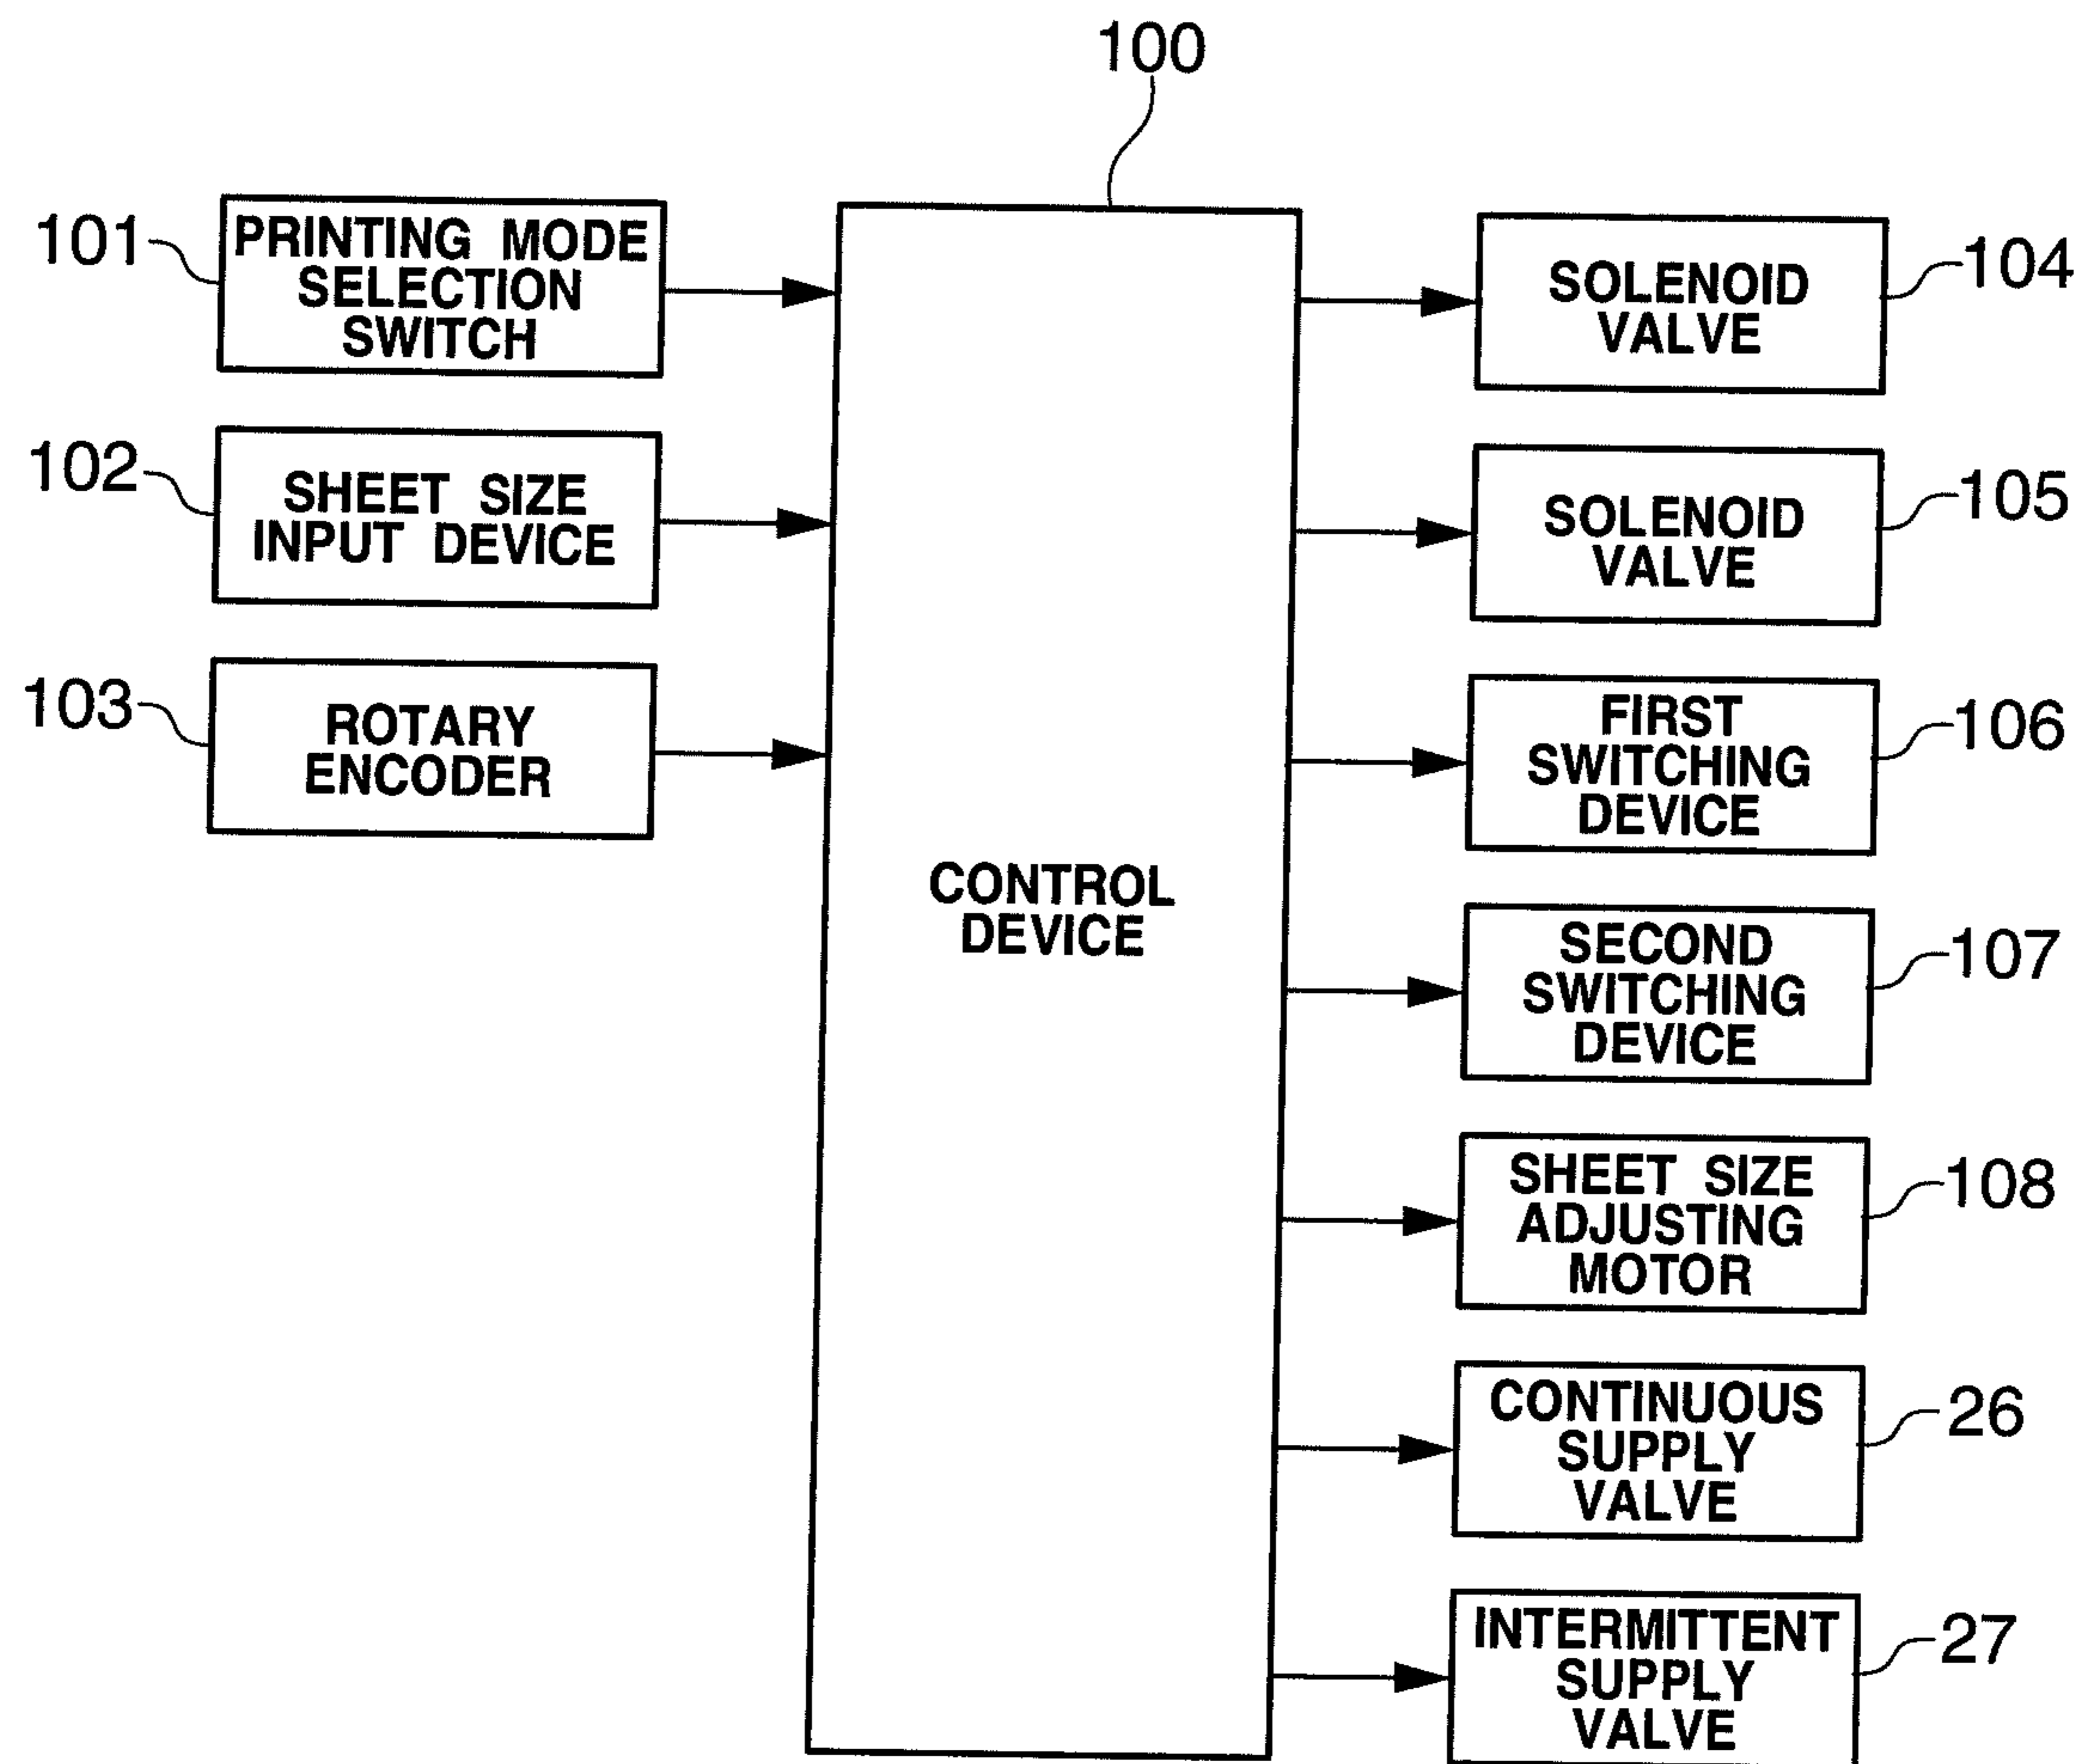 100
101
PRINTING MODE
SELECTION
SWITCH
102
SHEET SIZE
INPUT DEVICE
103
ROTARY
ENCODER
CONTROL
DEVICE
SOLENOID
VALVE
104
SOLENOID
VALVE
105
FIRST
SWITCHING
DEVICE
106
SECOND
SWITCHING
DEVICE
107
SHEET SIZE
ADJUSTING
MOTOR
108
CONTINUOUS
SUPPLY
VALVE
26
INTERMITTENT
SUPPLY
VALVE
27